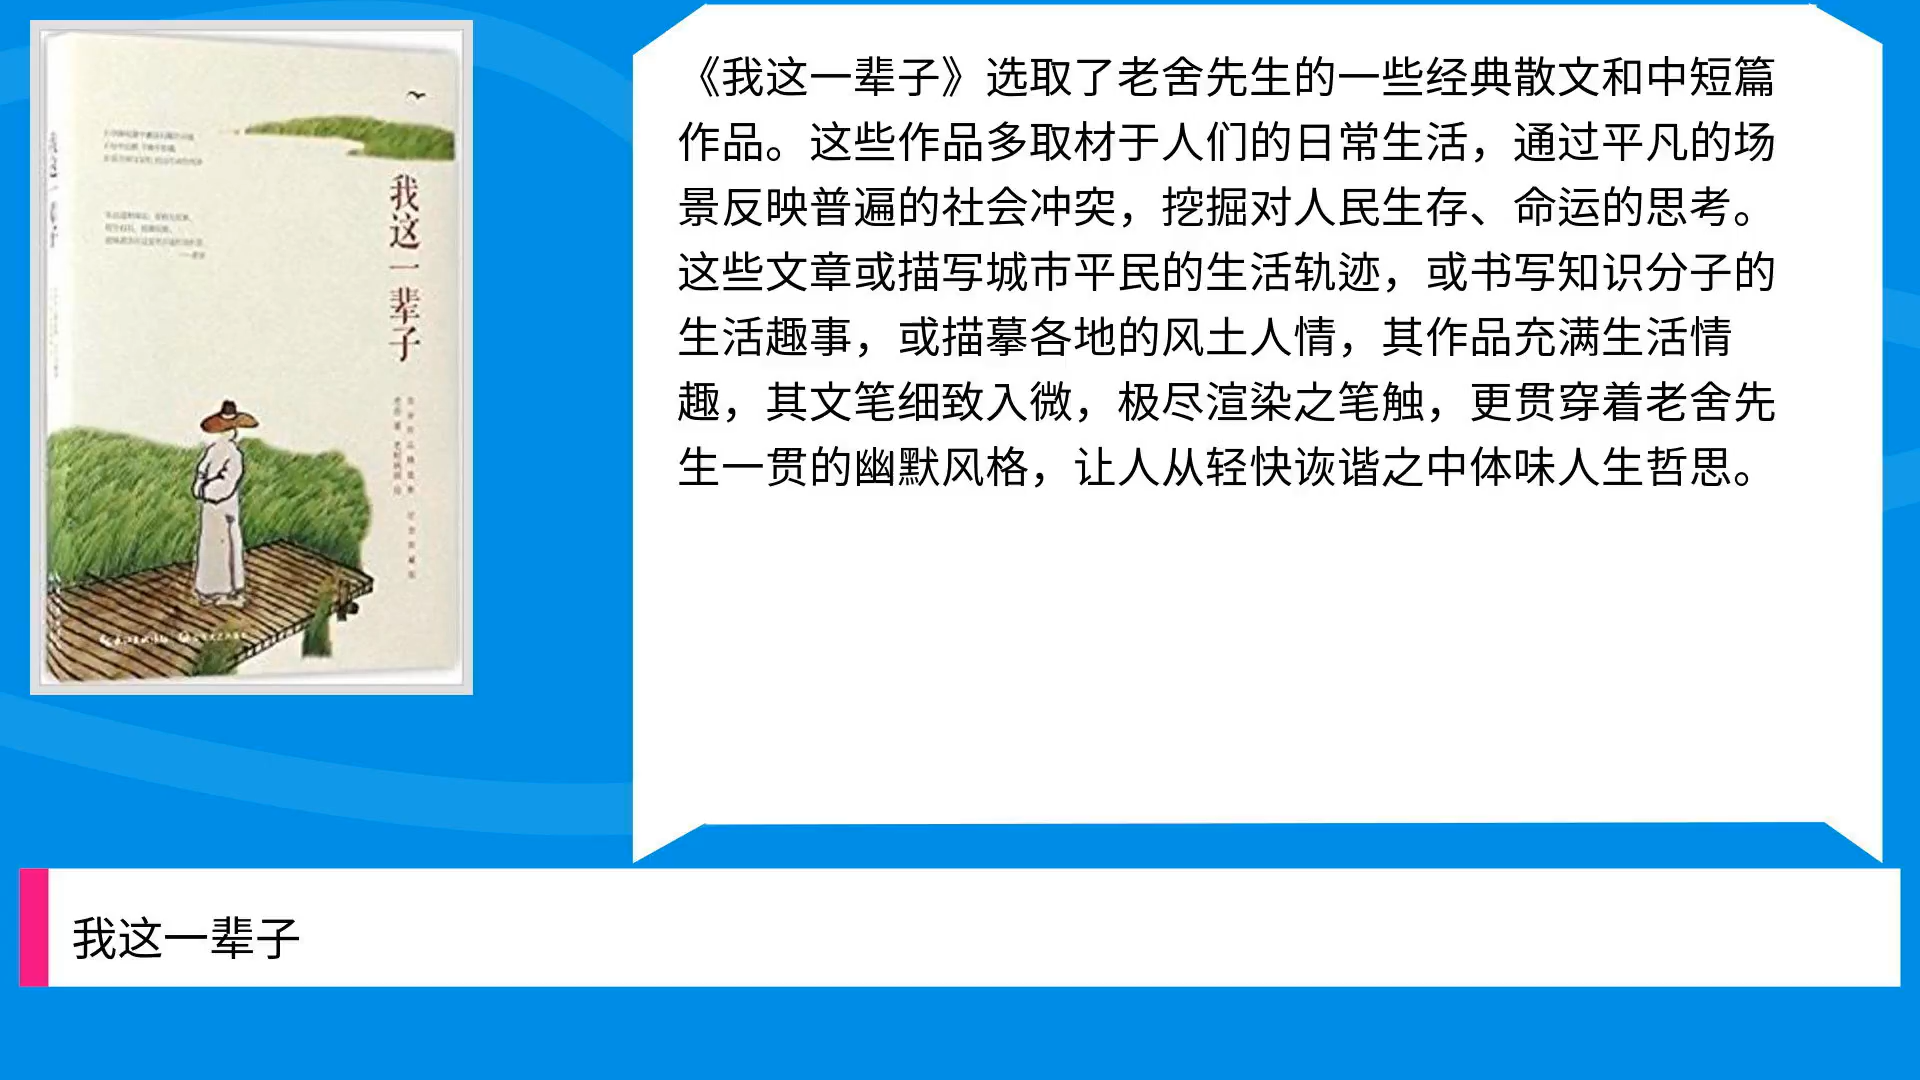 我这一辈子
《我这一辈子》选取了老舍先生的一些经典散文和中短篇
作品。这些作品多取材于人们的日常生活，通过平凡的场
景反映普遍的社会冲突，挖掘对人民生存、命运的思考。
这些文章或描写城市平民的生活轨迹，或书写知识分子的
生活趣事，或描摹各地的风土人情，其作品充满生活情
趣，其文笔细致入微，极尽渲染之笔触，更贯穿着老舍先
生一贯的幽默风格，让人从轻快诙谐之中体味人生哲思。
我这一辈子